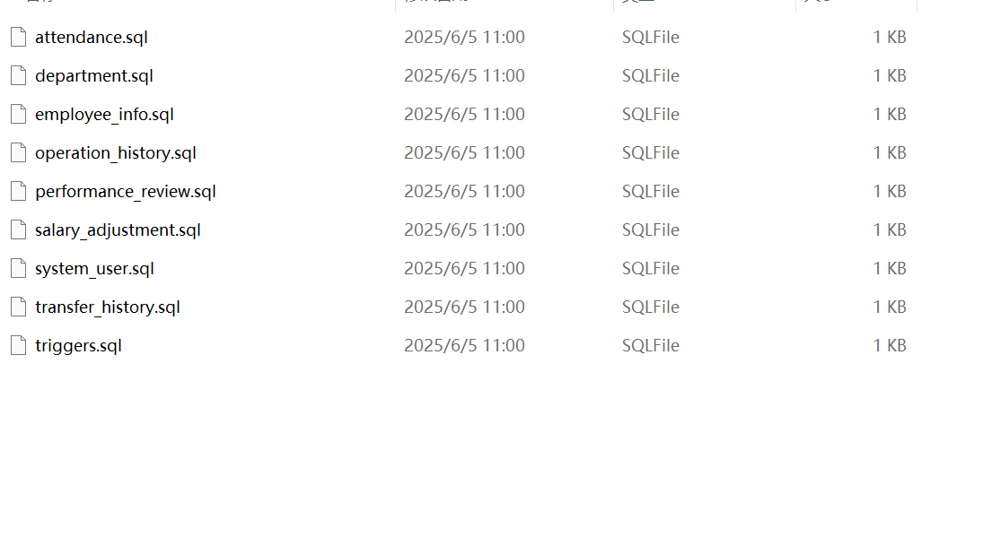 attendance.sql 2025/6/5 11:00 SQLFile 1 KB
department.sql 2025/6/5 11:00 SQLFile 1 KB
employee_info.sql 2025/6/5 11:00 SQLFile 1 KB
operation_history.sql 2025/6/5 11:00 SQLFile 1 KB
performance_review.sql 2025/6/5 11:00 SQLFile 1 KB
salary_adjustment.sql 2025/6/5 11:00 SQLFile 1 KB
system_user.sql 2025/6/5 11:00 SQLFile 1 KB
transfer_history.sql 2025/6/5 11:00 SQLFile 1 KB
triggers.sql 2025/6/5 11:00 SQLFile 1 KB